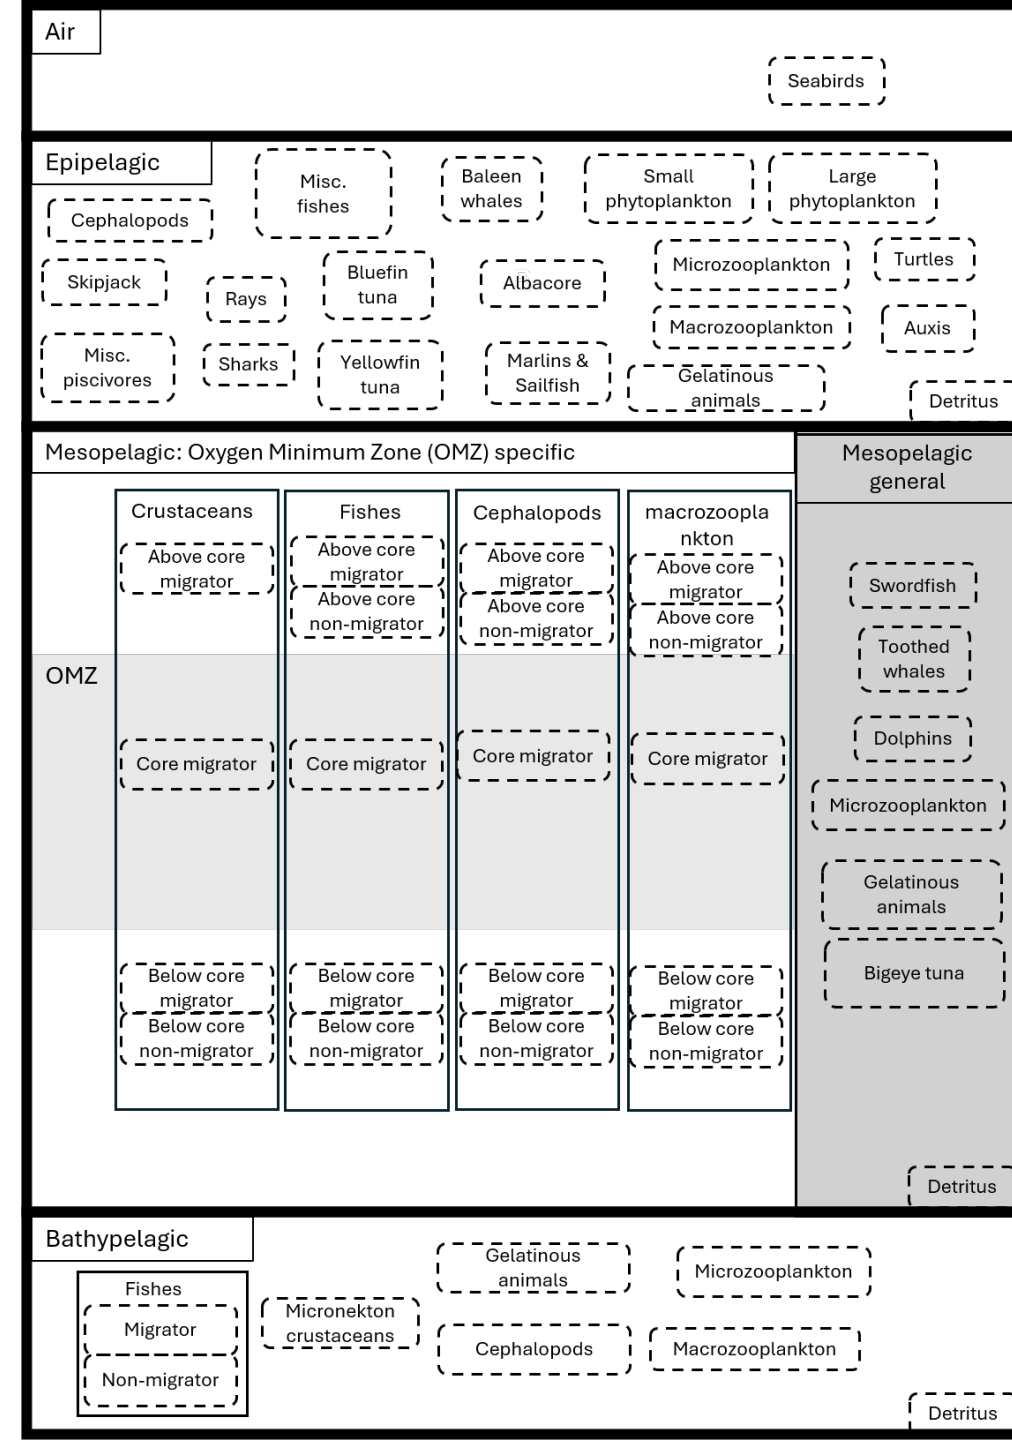 Air
Seabirds
Epipelagic
Misc.
fishes
Baleen
whales
Small
phytoplankton
Large
phytoplankton
Cephalopods
Skipjack
Rays
Bluefin
tuna
Albacore
Microzooplankton
Turtles
Macrozooplankton
Auxis
Misc.
piscivores
Sharks
Yellowfin
tuna
Marlins &
Sailfish
Gelatinous
animals
Detritus
Mesopelagic: Oxygen Minimum Zone (OMZ) specific
Mesopelagic
general
Crustaceans
Above core
migrator
Fishes
Above core
migrator
Above core
non-migrator
Cephalopods
Above core
migrator
Above core
non-migrator
macrozoopla
nkton
Above core
migrator
Above core
non-migrator
OMZ
Core migrator
Core migrator
Core migrator
Core migrator
Below core
migrator
Below core
non-migrator
Below core
migrator
Below core
non-migrator
Below core
migrator
Below core
non-migrator
Below core
migrator
Below core
non-migrator
Swordfish
Toothed
whales
Dolphins
Microzooplankton
Gelatinous
animals
Bigeye tuna
Detritus
Bathypelagic
Fishes
Migrator
Non-migrator
Micronekton
crustaceans
Gelatinous
animals
Cephalopods
Microzooplankton
Macrozooplankton
Detritus